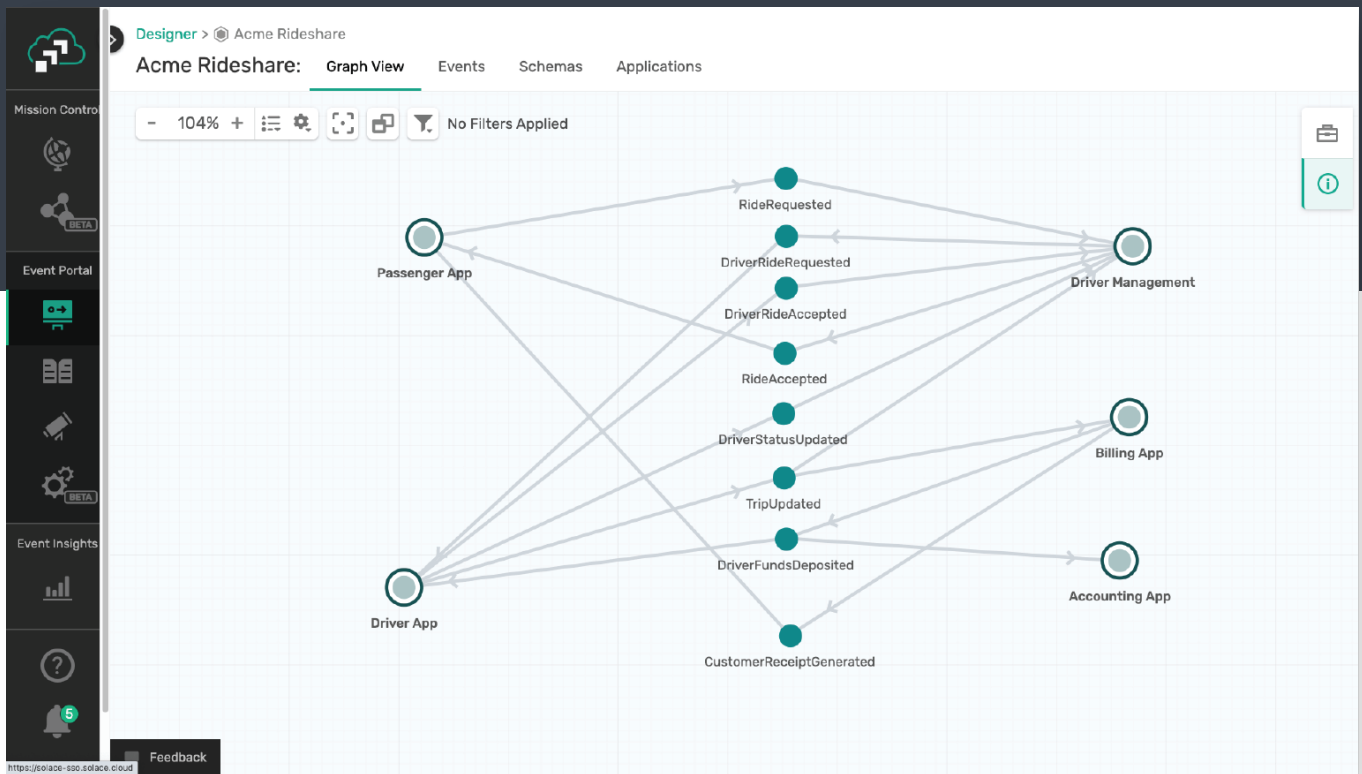 Designer > Acme Rideshare
Acme Rideshare: Graph View Events Schemas Applications
Mission Control
- 104% + No Filters Applied
BETA
Event Portal
BETA
Event Insights
?
5
RideRequested
DriverRideRequested
Passenger App
Driver Management
DriverRideAccepted
RideAccepted
DriverStatusUpdated
Billing App
TripUpdated
DriverFundsDeposited
Accounting App
Driver App
CustomerReceiptGenerated
Feedback
https://solace-sso.solace.cloud